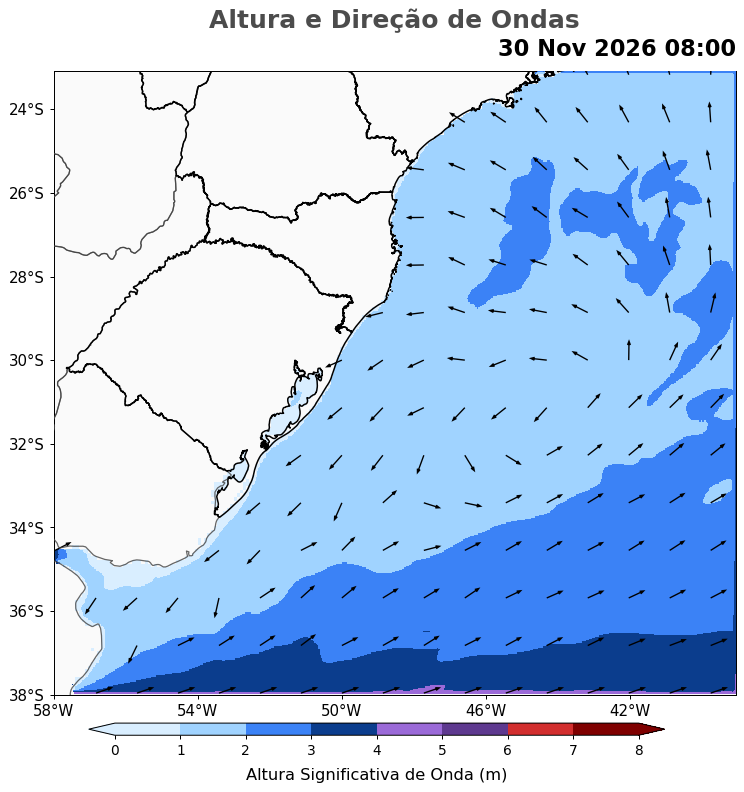 Altura e Direção de Ondas
30 Nov 2026 08:00
24°S
26°S
28°S
30°S
32°S
34°S
36°S
38°S
58°W 54°W 50°W 46°W 42°W
0 1 2 3 4 5 6 7 8
Altura Significativa de Onda (m)